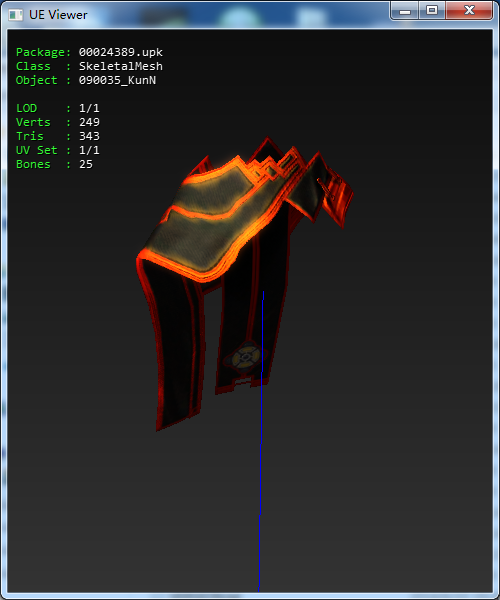 UE Viewer
Package: 00024389.upk
Class : SkeletalMesh
Object : 090035_KunN
LOD : 1/1
Verts : 249
Tris : 343
UV Set : 1/1
Bones : 25